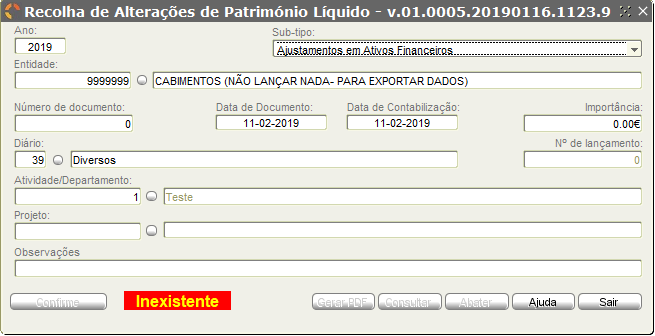 Recolha de Alterações de Património Líquido - v.01.0005.20190116.1123.9
Ano: Sub-tipo:
2019 Ajustamentos em Ativos Financeiros
Entidade:
9999999 CABIMENTOS (NÃO LANÇAR NADA- PARA EXPORTAR DADOS)
Número de documento: Data de Documento: Data de Contabilização: Importância:
0 11-02-2019 11-02-2019 0.00€
Diário: Nº de lançamento:
39 Diversos 0
Atividade/Departamento:
1 Teste
Projeto:
Observações
Confirme Inexistente Gerar PDF Consultar Abater Ajuda Sair